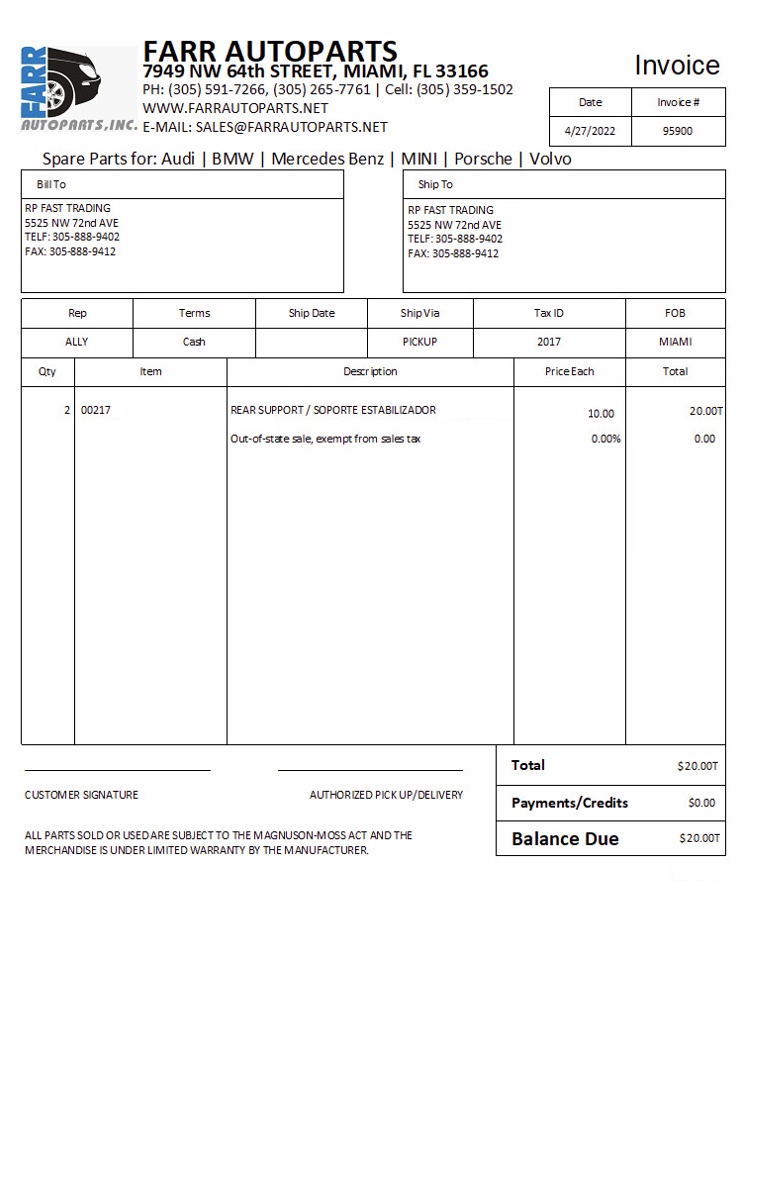 FARR
AUTOPARTS, INC.
FARR AUTOPARTS
7949 NW 64th STREET, MIAMI, FL 33166
PH: (305) 591-7266, (305) 265-7761 | Cell: (305) 359-1502
WWW.FARRAUTOPARTS.NET
E-MAIL: SALES@FARRAUTOPARTS.NET
Invoice
Date Invoice #
4/27/2022 95900
Spare Parts for: Audi | BMW | Mercedes Benz | MINI | Porsche | Volvo
Bill To
RP FAST TRADING
5525 NW 72nd AVE
TELF: 305-888-9402
FAX: 305-888-9412
Ship To
RP FAST TRADING
5525 NW 72nd AVE
TELF: 305-888-9402
FAX: 305-888-9412
Rep Terms Ship Date Ship Via Tax ID FOB
ALLY Cash PICKUP 2017 MIAMI
Qty Item Description Price Each Total
2 00217 REAR SUPPORT / SOPORTE ESTABILIZADOR 10.00 20.00T
Out-of-state sale, exempt from sales tax 0.00% 0.00
Total $20.00T
Payments/Credits $0.00
Balance Due $20.00T
CUSTOMER SIGNATURE AUTHORIZED PICK UP/DELIVERY
ALL PARTS SOLD OR USED ARE SUBJECT TO THE MAGNUSON-MOSS ACT AND THE
MERCHANDISE IS UNDER LIMITED WARRANTY BY THE MANUFACTURER.